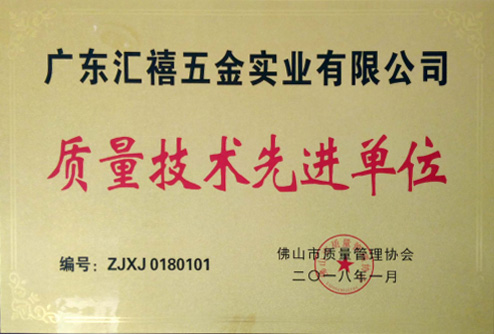 广东汇禧五金实业有限公司
质量技术先进单位
编号：ZJXJ 0180101
佛山市质量管理协会
二〇一八年一月